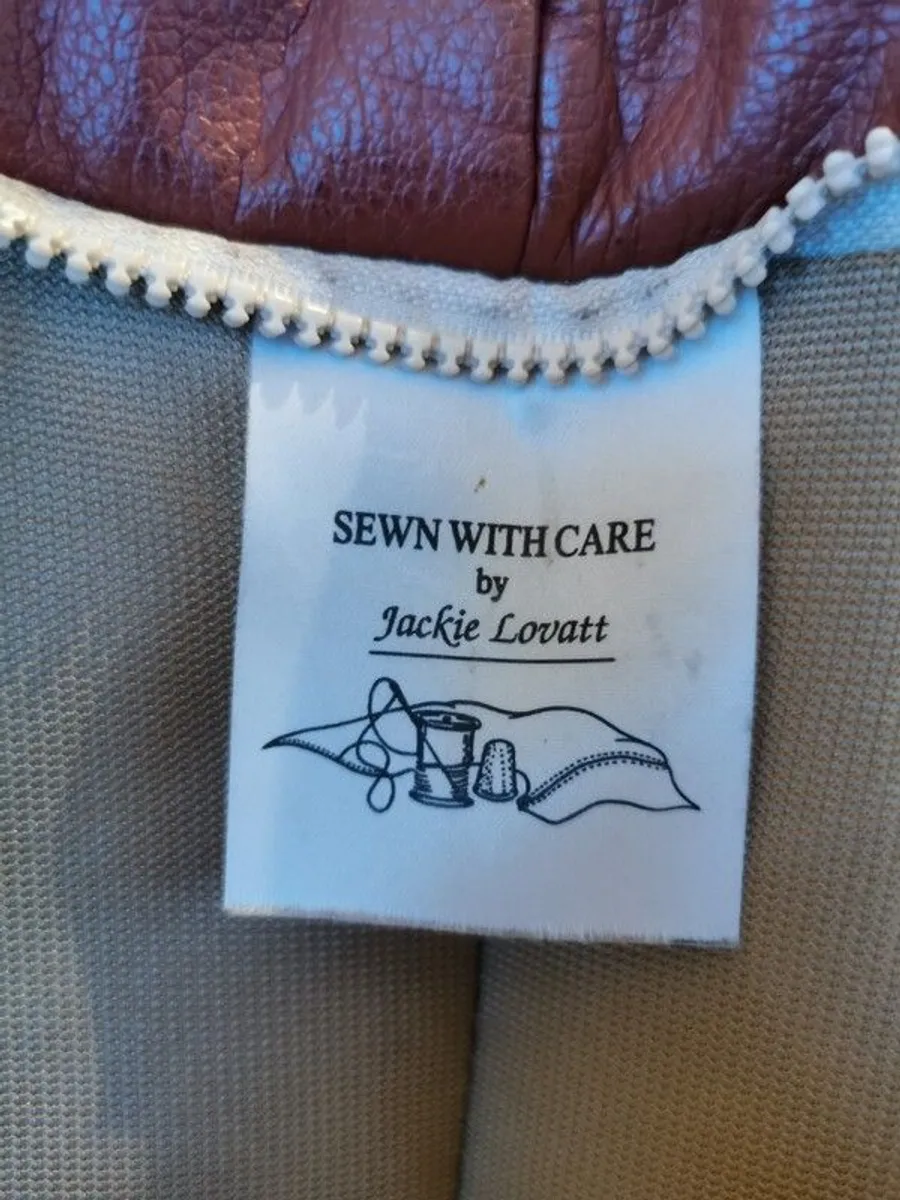 SEWN WITH CARE
by
Jackie Lovatt